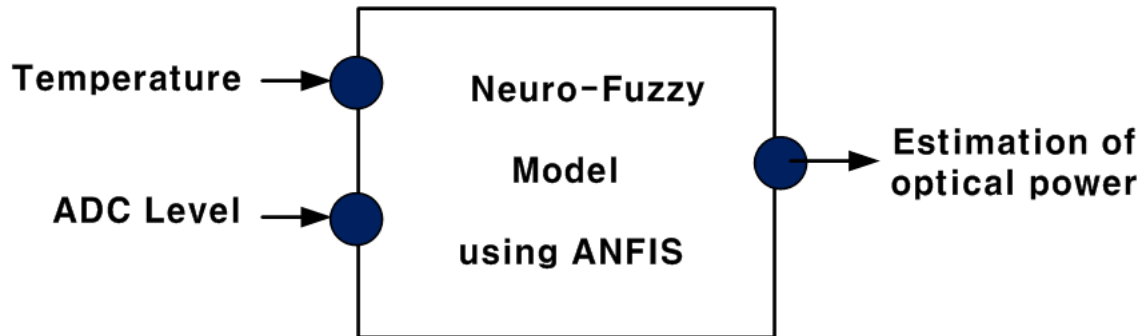 Temperature
ADC Level
Neuro-Fuzzy
Model
using ANFIS
Estimation of
optical power